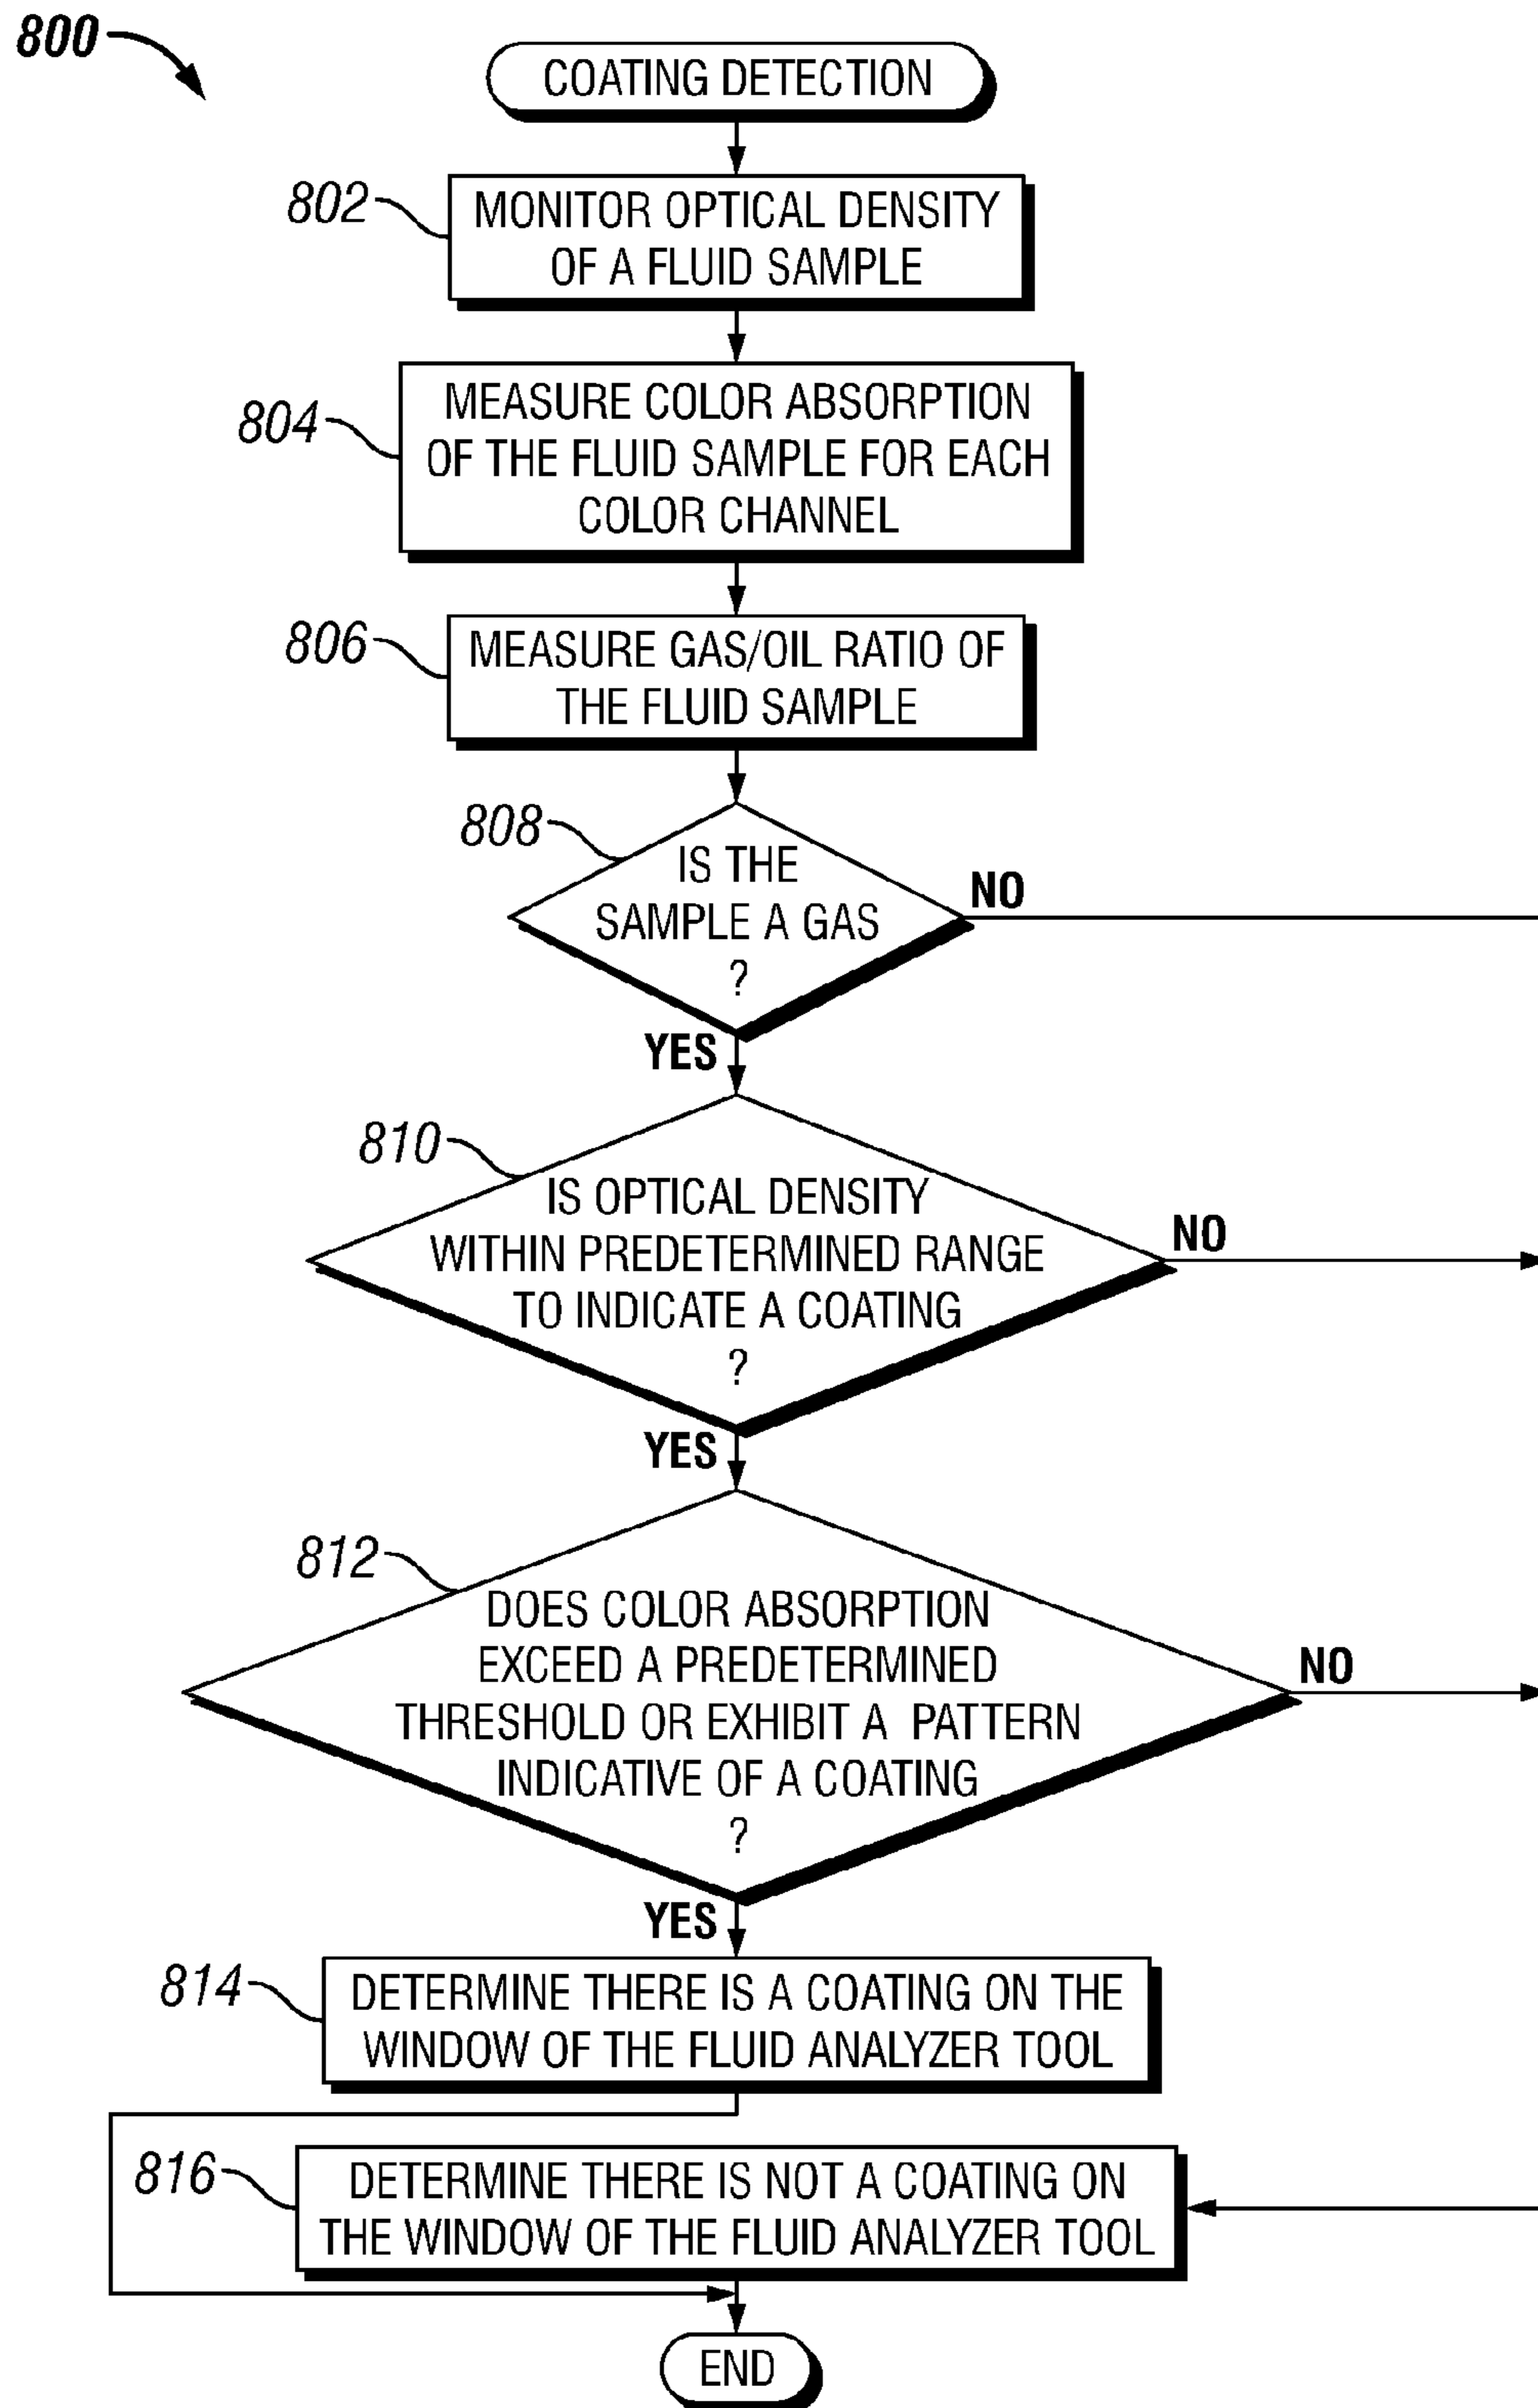 800
COATING DETECTION
802
MONITOR OPTICAL DENSITY
OF A FLUID SAMPLE
804
MEASURE COLOR ABSORPTION
OF THE FLUID SAMPLE FOR EACH
COLOR CHANNEL
806
MEASURE GAS/OIL RATIO OF
THE FLUID SAMPLE
808
IS THE
SAMPLE A GAS
?
NO
YES
810
IS OPTICAL DENSITY
WITHIN PREDETERMINED RANGE
TO INDICATE A COATING
?
NO
YES
812
DOES COLOR ABSORPTION
EXCEED A PREDETERMINED
THRESHOLD OR EXHIBIT A PATTERN
INDICATIVE OF A COATING
?
NO
YES
814
DETERMINE THERE IS A COATING ON THE
WINDOW OF THE FLUID ANALYZER TOOL
816
DETERMINE THERE IS NOT A COATING ON
THE WINDOW OF THE FLUID ANALYZER TOOL
END